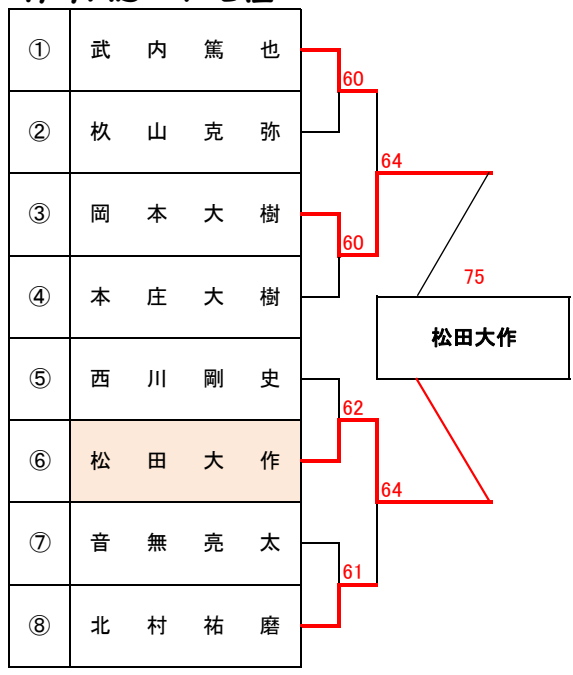 ① 武内篤也
60
② 杁山克弥
64
③ 岡本大樹
60
75
④ 本庄大樹
松田大作
⑤ 西川剛史
62
⑥ 松田大作
64
⑦ 音無亮太
61
⑧ 北村祐磨